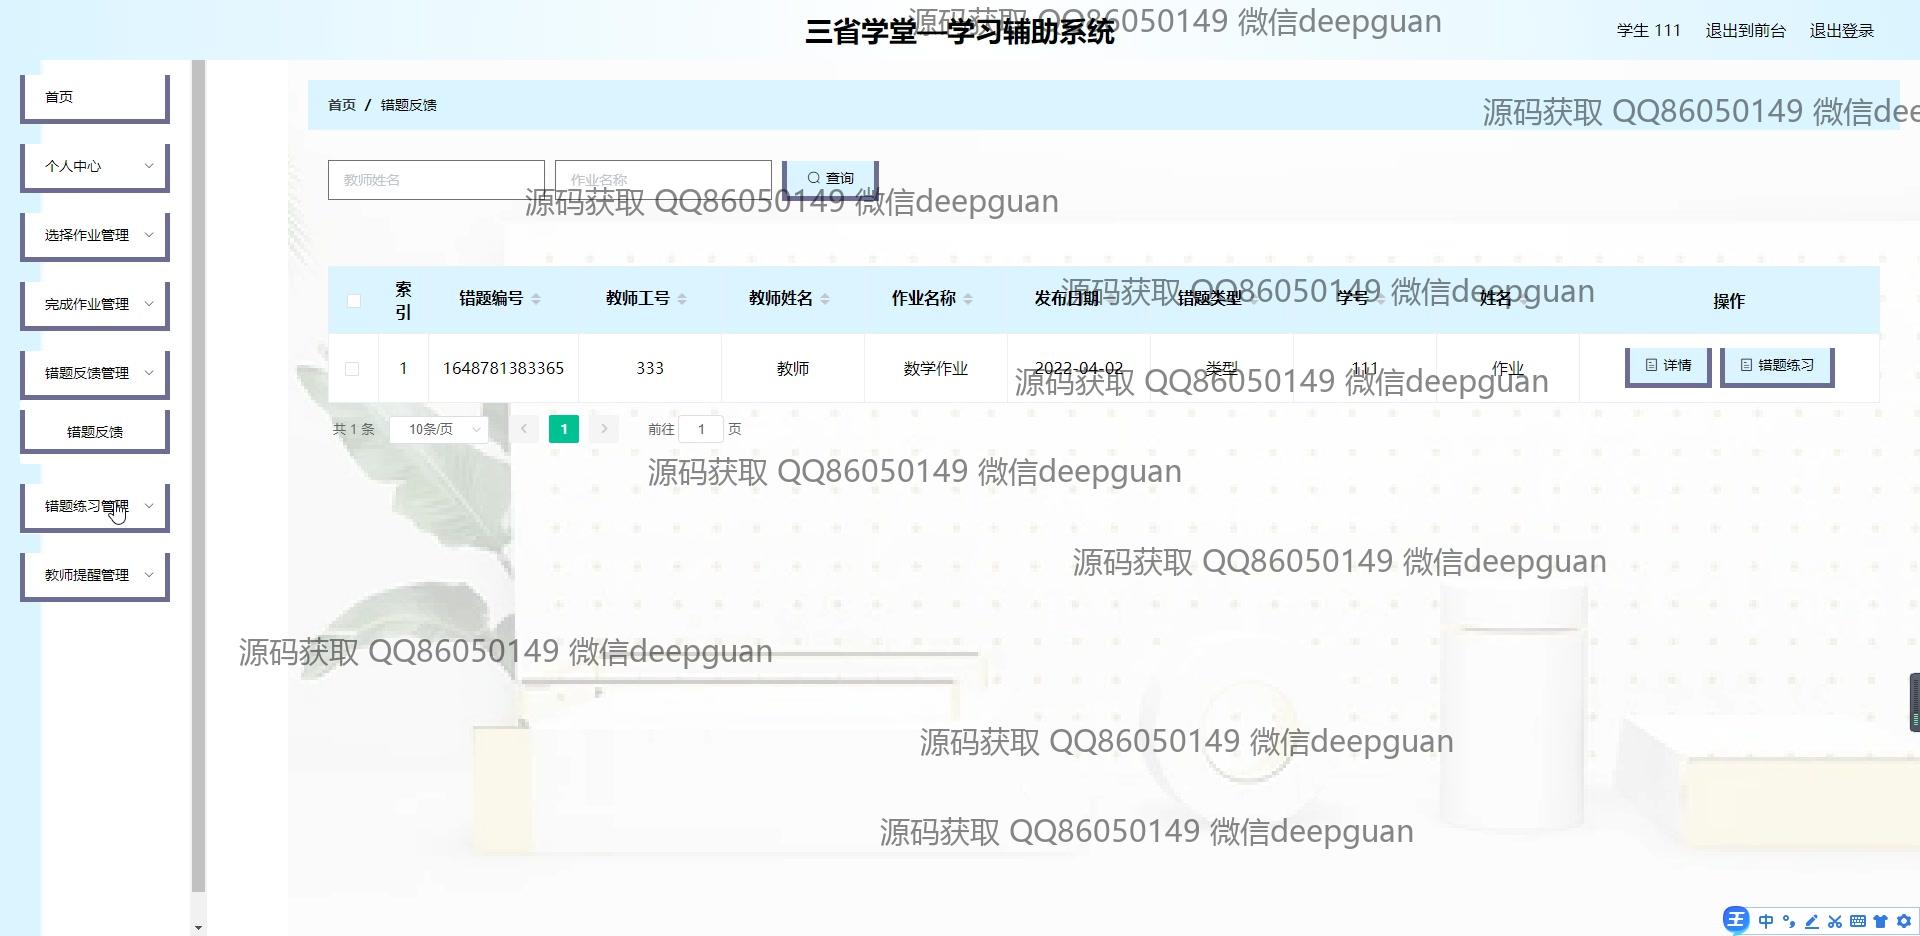 三省学堂一学习辅助系统
源码获取 QQ86050149 微信deepguan
学生 111 退出到前台 退出登录
首页
个人中心
选择作业管理
完成作业管理
错题反馈管理
错题反馈
错题练习管理
教师提醒管理
首页 / 错题反馈
源码获取 QQ86050149 微信dee
教师姓名 作业名称 查询
源码获取 QQ86050149 微信deepguan
索引 错题编号 教师工号 教师姓名 作业名称 发布日期 错题类型 学号 姓名 操作
源码获取 QQ86050149 微信deepguan
1 1648781383365 333 教师 数学作业 2022-04-02 类型 111 作业 详情 错题练习
源码获取 QQ86050149 微信deepguan
共 1 条 10条/页 1 前往 1 页
源码获取 QQ86050149 微信deepguan
源码获取 QQ86050149 微信deepguan
源码获取 QQ86050149 微信deepguan
源码获取 QQ86050149 微信deepguan
源码获取 QQ86050149 微信deepguan
王 中